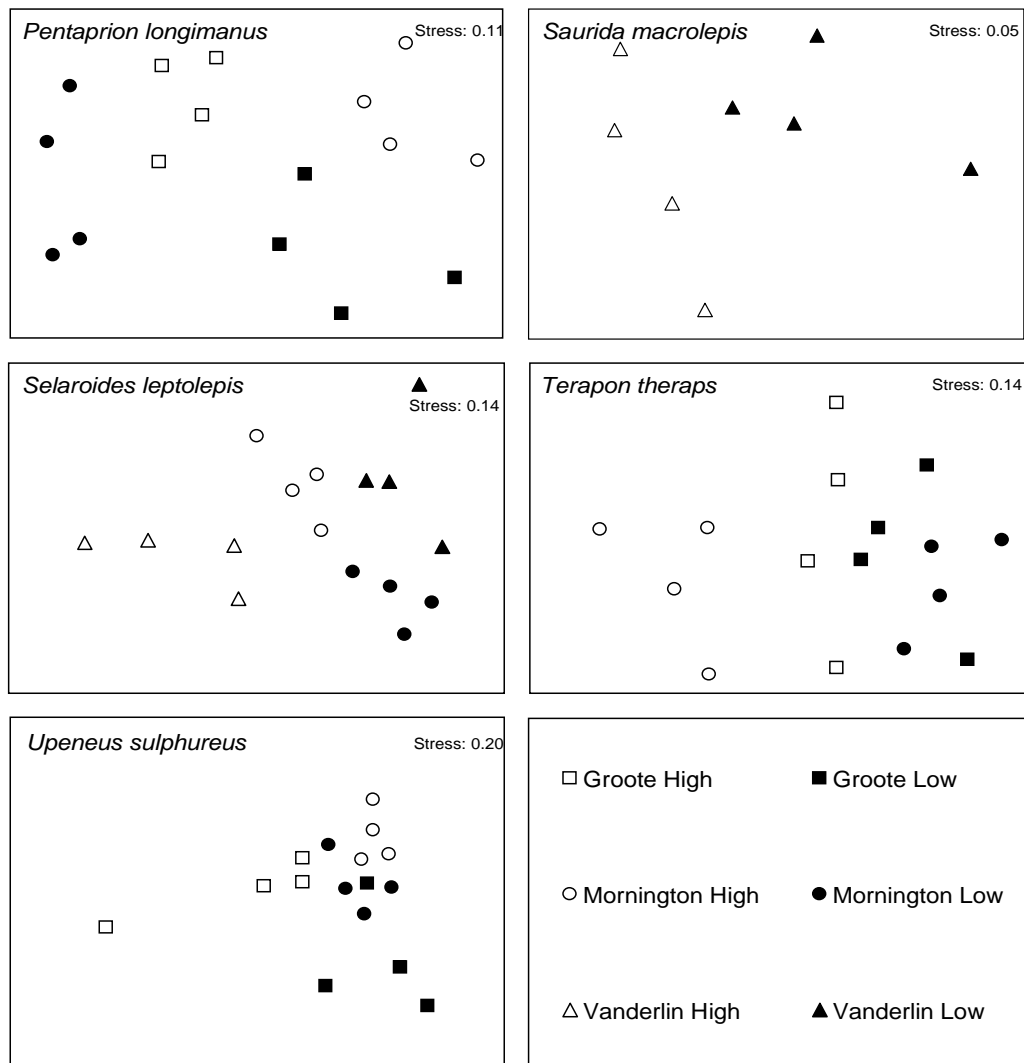 Pentaprion longimanus
Stress: 0.11
Saurida macrolepis
Stress: 0.05
Selaroides leptolepis
Stress: 0.14
Terapon theraps
Stress: 0.14
Upeneus sulphureus
Stress: 0.20
Groote High
Groote Low
Mornington High
Mornington Low
Vanderlin High
Vanderlin Low